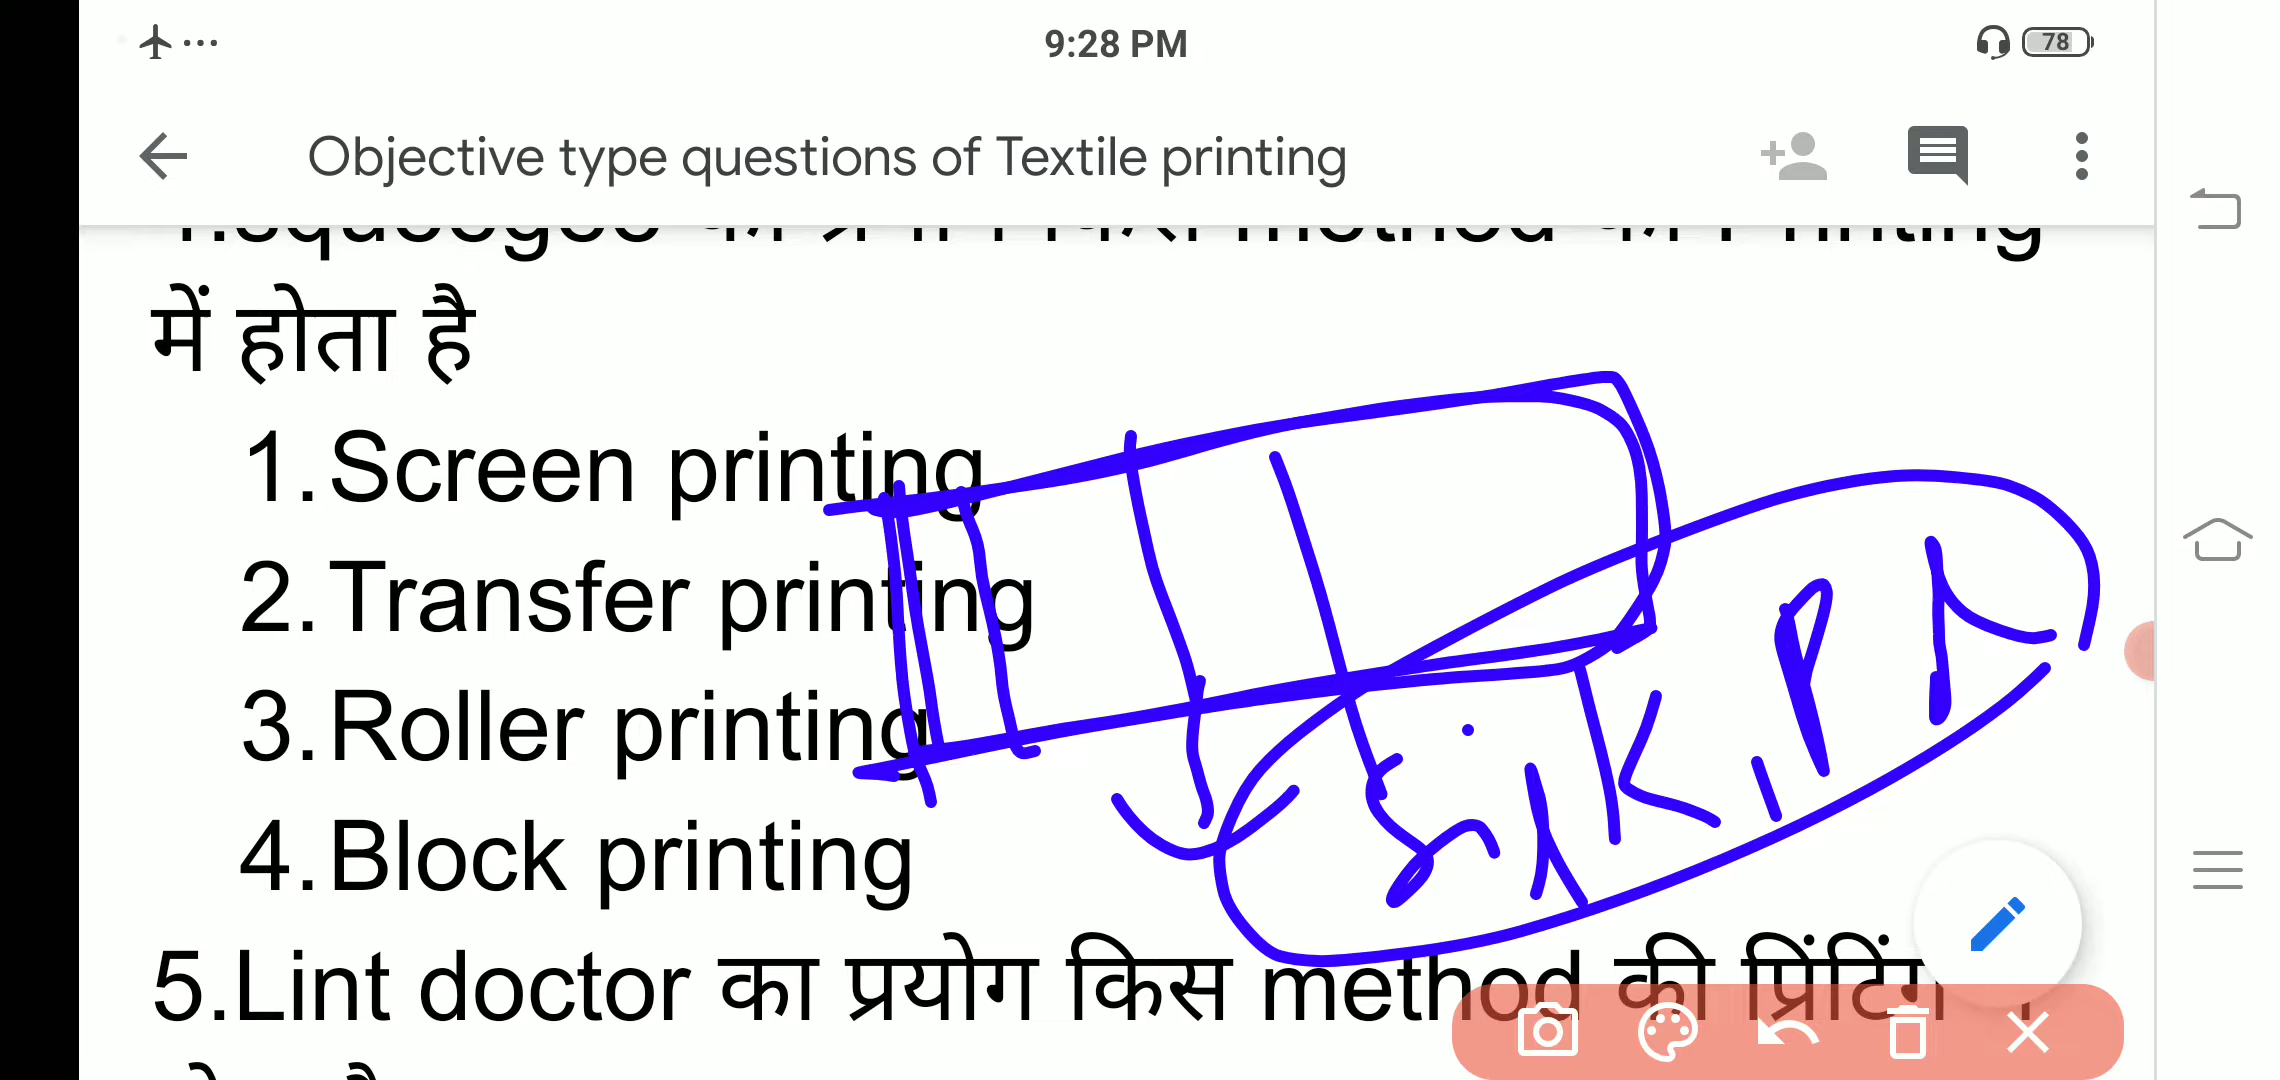 9:28 PM
78
Objective type questions of Textile printing
में होता है
1. Screen printing
2. Transfer printing
3. Roller printing
4. Block printing
5.Lint doctor का प्रयोग किस method की प्रिंटिंग